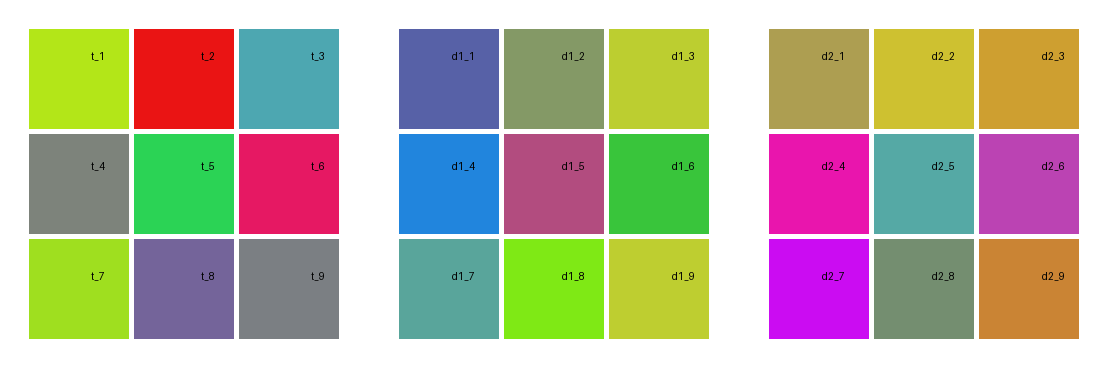 t_1 t_2 t_3
t_4 t_5 t_6
t_7 t_8 t_9
d1_1 d1_2 d1_3
d1_4 d1_5 d1_6
d1_7 d1_8 d1_9
d2_1 d2_2 d2_3
d2_4 d2_5 d2_6
d2_7 d2_8 d2_9